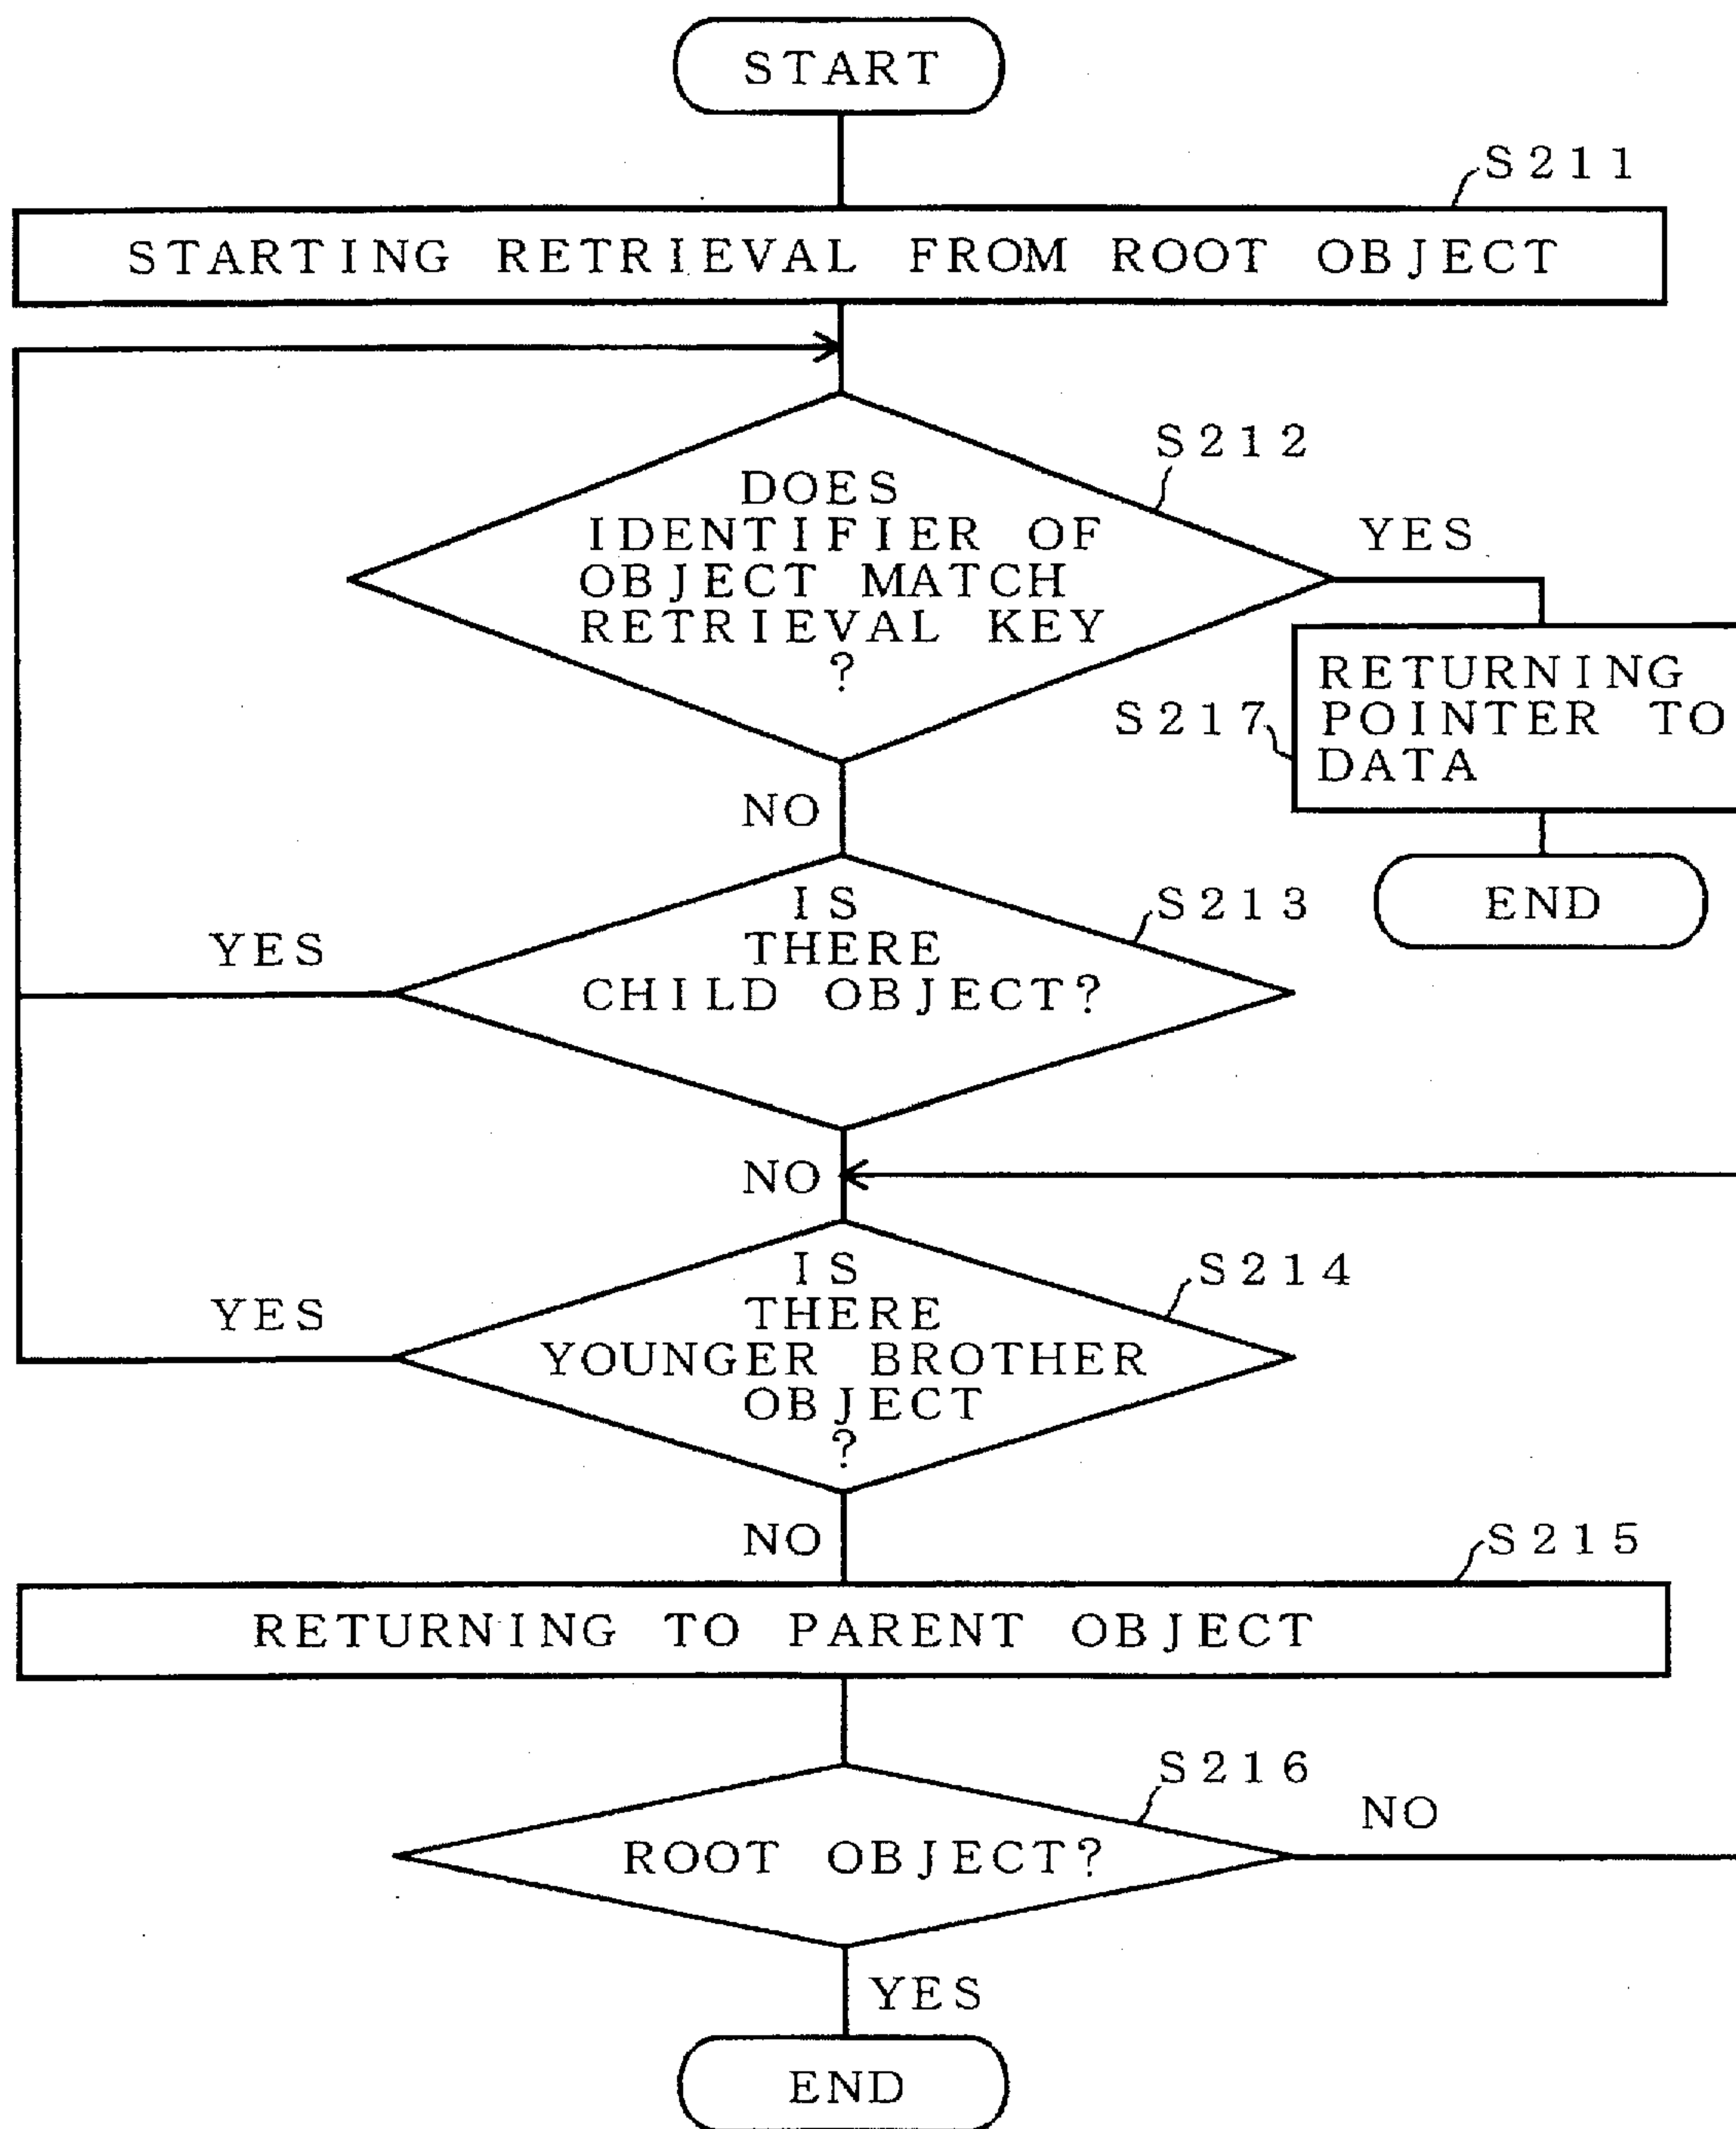 START
S211
STARTING RETRIEVAL FROM ROOT OBJECT
S212
DOES
IDENTIFIER OF
OBJECT MATCH
RETRIEVAL KEY
?
YES
S217
RETURNING
POINTER TO
DATA
NO
END
S213
IS
THERE
CHILD OBJECT?
YES
NO
S214
IS
THERE
YOUNGER BROTHER
OBJECT
?
YES
NO
S215
RETURNING TO PARENT OBJECT
S216
ROOT OBJECT?
NO
YES
END